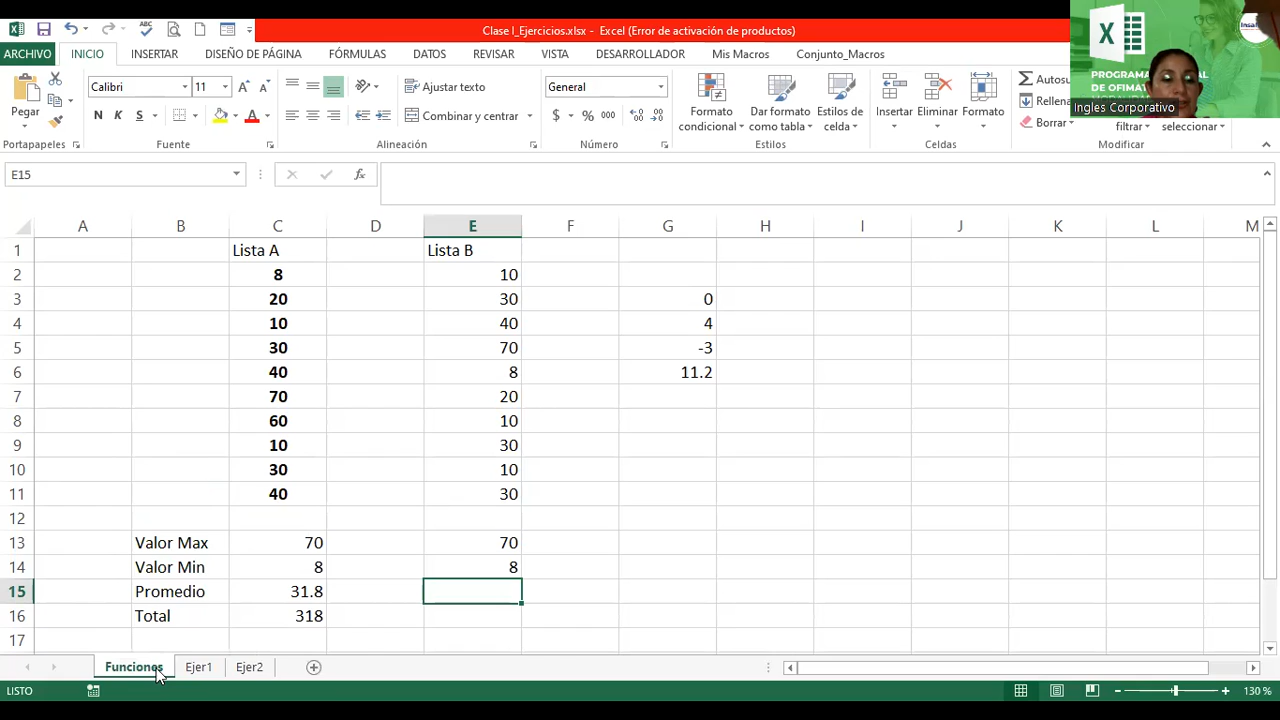 Clase I_Ejercicios.xlsx - Excel (Error de activación de productos)
ARCHIVO INICIO INSERTAR DISEÑO DE PÁGINA FÓRMULAS DATOS REVISAR VISTA DESARROLLADOR Mis Macros Conjunto_Macros
Pegar
Calibri 11
N K S
Ajustar texto
Combinar y centrar
General
$ % 000
Formato condicional
Dar formato como tabla
Estilos de celda
Insertar
Eliminar
Formato
Borrar
filtrar
seleccionar
Portapapeles Fuente Alineación Número Estilos Celdas Modificar
Ingles Corporativo
E15
fx
A B C D E F G H I J K L M
1 Lista A Lista B
2 8 10
3 20 30 0
4 10 40 4
5 30 70 -3
6 40 8 11.2
7 70 20
8 60 10
9 10 30
10 30 10
11 40 30
12
13 Valor Max 70 70
14 Valor Min 8 8
15 Promedio 31.8
16 Total 318
17
Funciones Ejer1 Ejer2
LISTO
130 %